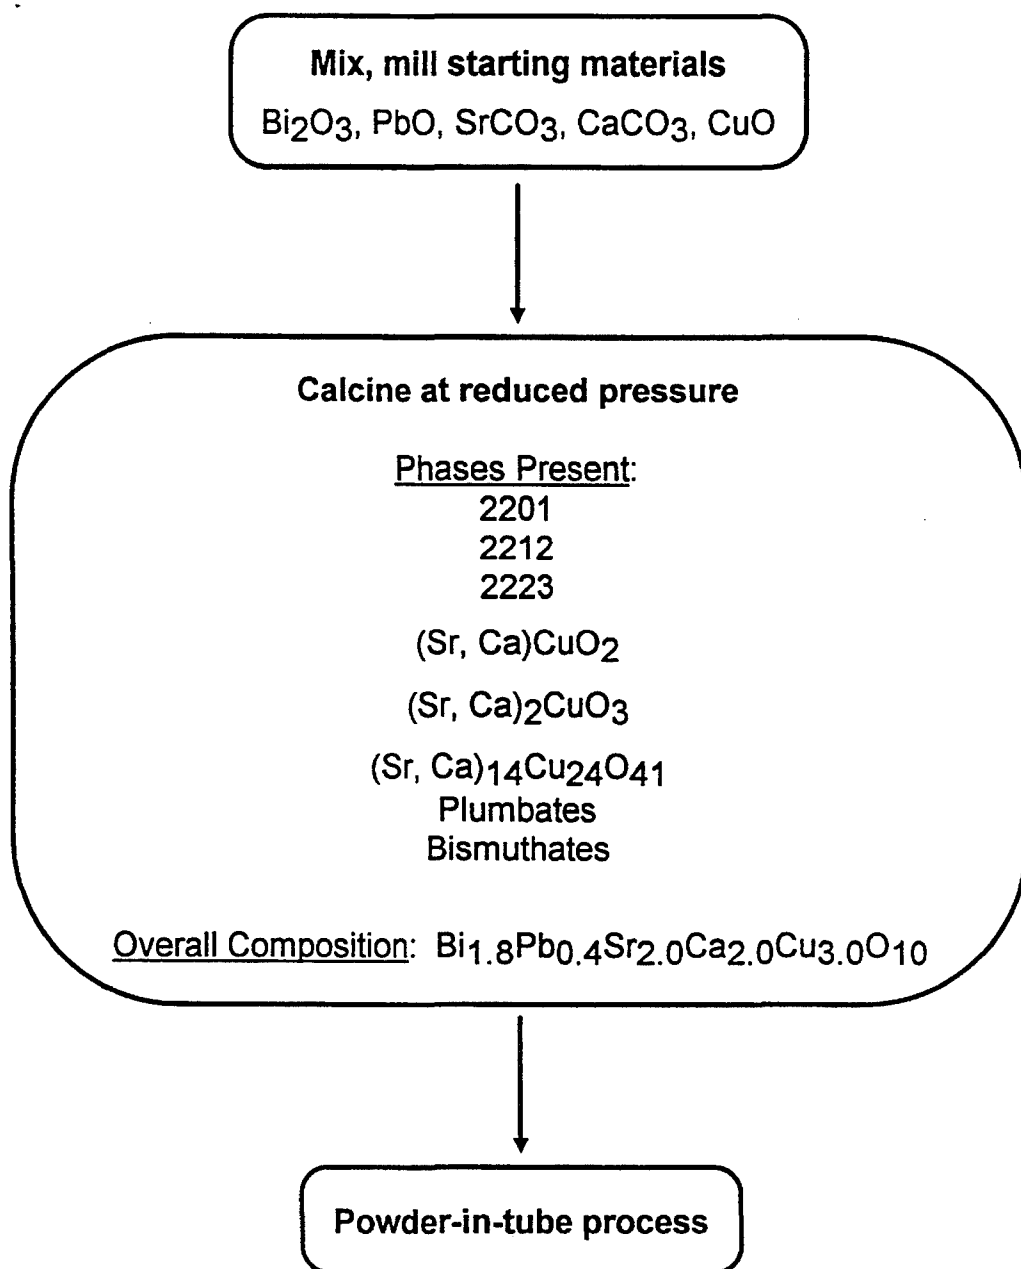 Mix, mill starting materials
Bi₂O₃, PbO, SrCO₃, CaCO₃, CuO
Calcine at reduced pressure
Phases Present:
2201
2212
2223
(Sr, Ca)CuO₂
(Sr, Ca)₂CuO₃
(Sr, Ca)₁₄Cu₂₄O₄₁
Plumbates
Bismuthates
Overall Composition: Bi₁.₈Pb₀.₄Sr₂.₀Ca₂.₀Cu₃.₀O₁₀
Powder-in-tube process